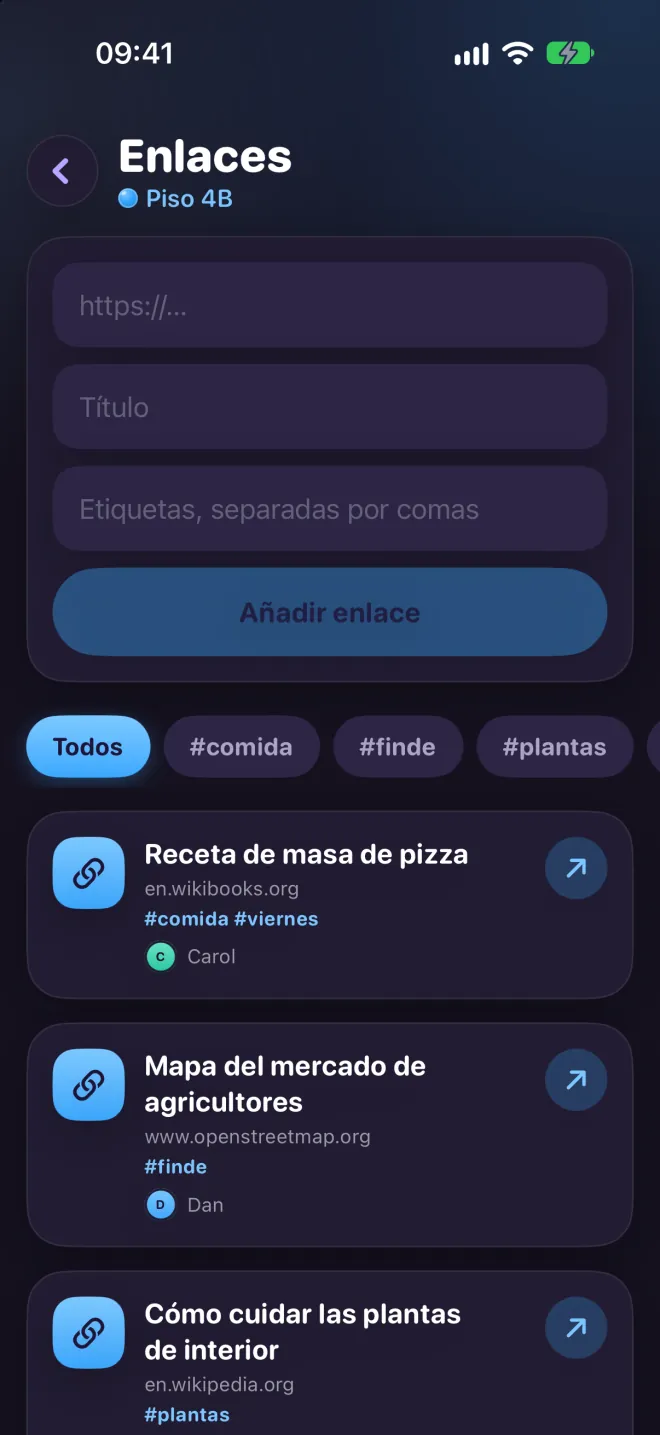 09:41
Enlaces
Piso 4B
https://...
Título
Etiquetas, separadas por comas
Añadir enlace
Todos #comida #finde #plantas
Receta de masa de pizza
en.wikibooks.org
#comida #viernes
C Carol
Mapa del mercado de
agricultores
www.openstreetmap.org
#finde
D Dan
Cómo cuidar las plantas
de interior
en.wikipedia.org
#plantas